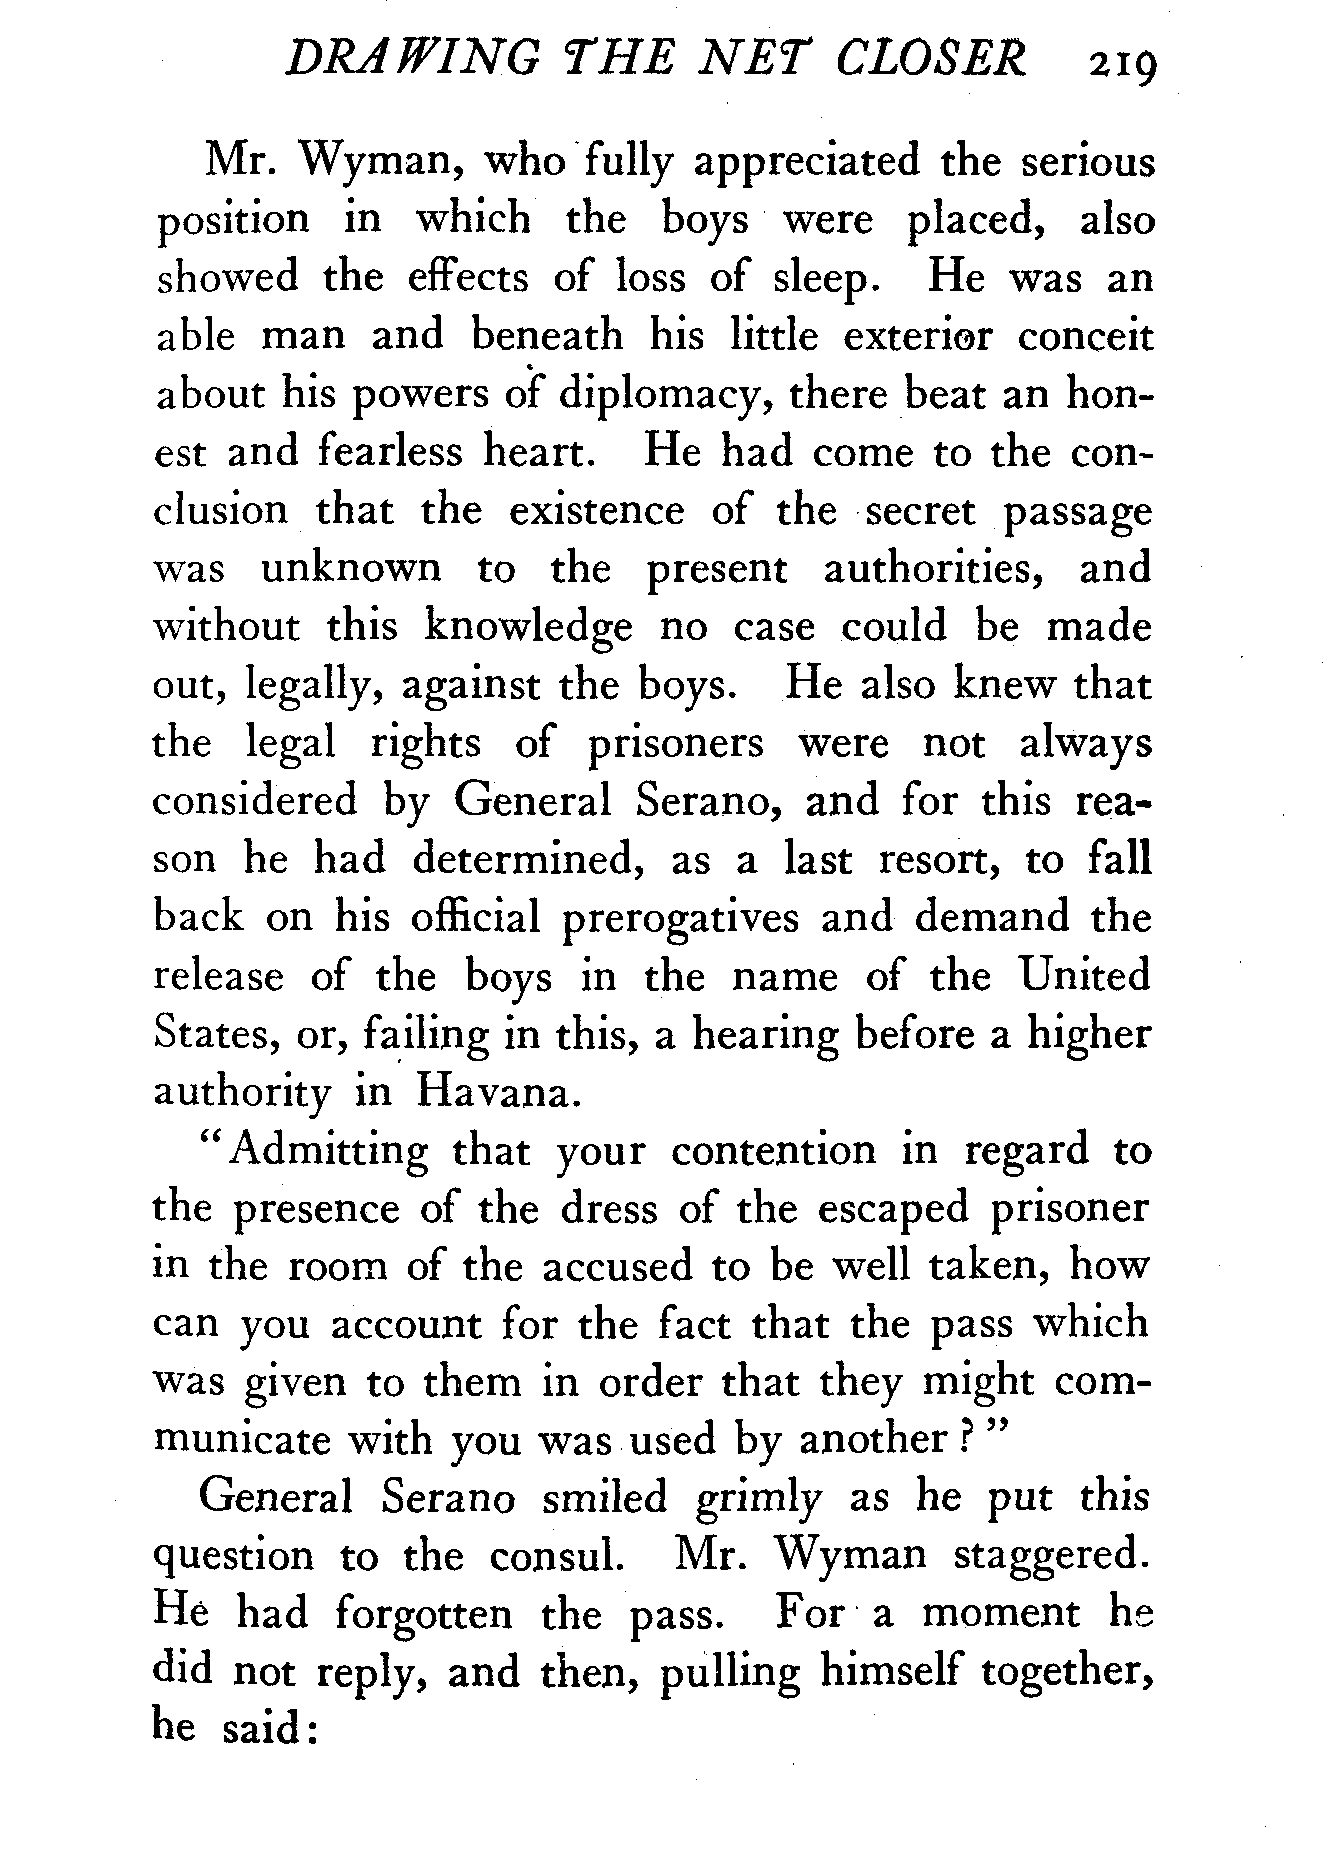 DRAWING THE NET CLOSER 219
Mr. Wyman, who fully appreciated the serious
position in which the boys were placed, also
showed the effects of loss of sleep. He was an
able man and beneath his little exterior conceit
about his powers of diplomacy, there beat an hon-
est and fearless heart. He had come to the con-
clusion that the existence of the secret passage
was unknown to the present authorities, and
without this knowledge no case could be made
out, legally, against the boys. He also knew that
the legal rights of prisoners were not always
considered by General Serano, and for this rea-
son he had determined, as a last resort, to fall
back on his official prerogatives and demand the
release of the boys in the name of the United
States, or, failing in this, a hearing before a higher
authority in Havana.
“Admitting that your contention in regard to
the presence of the dress of the escaped prisoner
in the room of the accused to be well taken, how
can you account for the fact that the pass which
was given to them in order that they might com-
municate with you was used by another?”
General Serano smiled grimly as he put this
question to the consul. Mr. Wyman staggered.
He had forgotten the pass. For a moment he
did not reply, and then, pulling himself together,
he said: